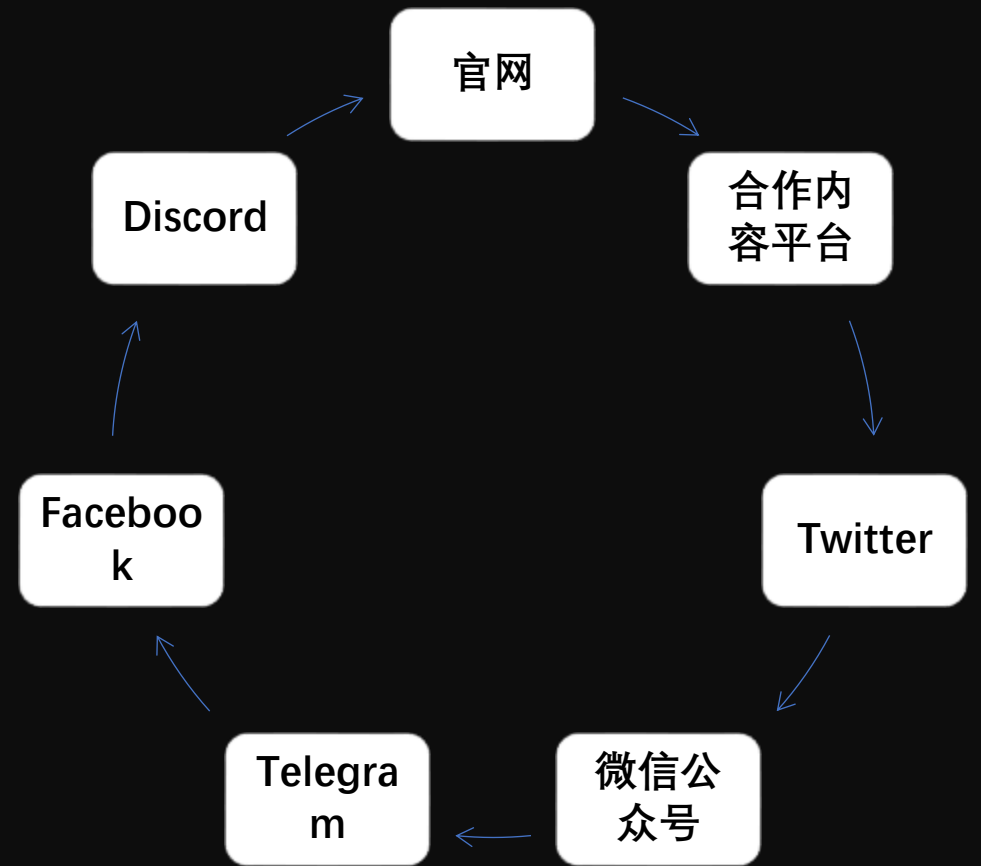 官网
合作内
容平台
Twitter
微信公
众号
Telegra
m
Faceboo
k
Discord